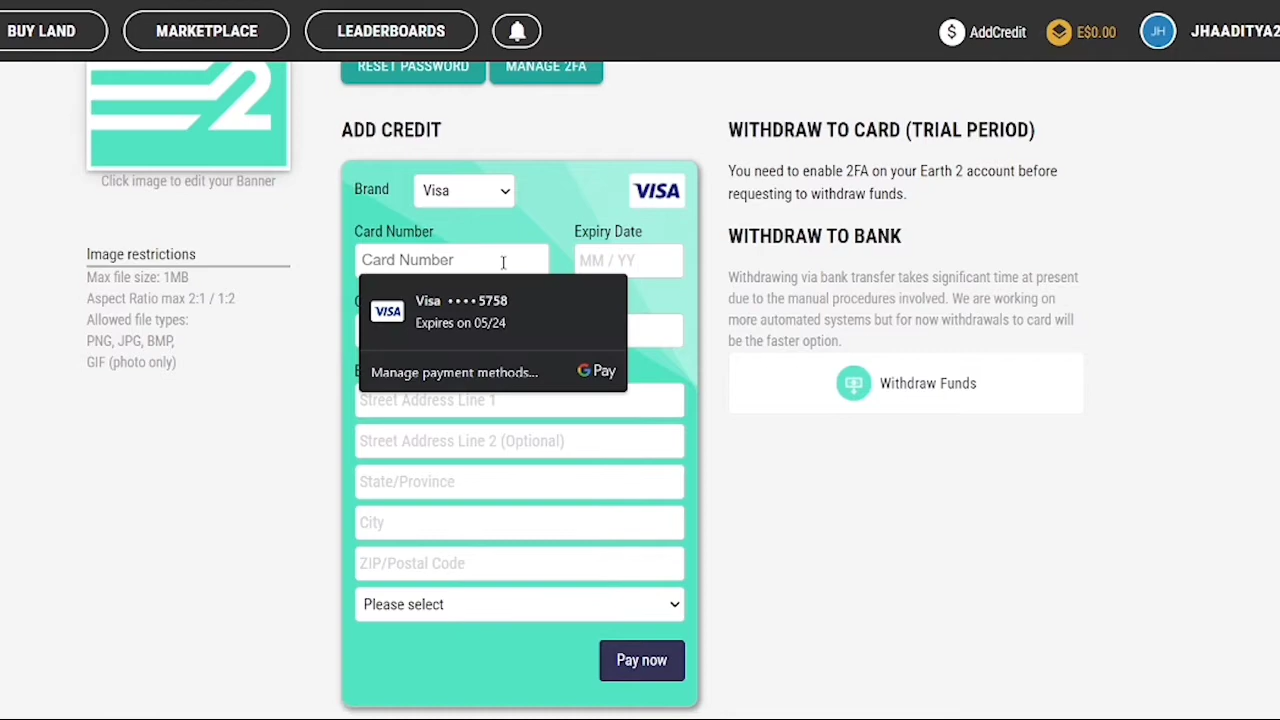 BUY LAND
MARKETPLACE
LEADERBOARDS
$ AddCredit
E$0.00
JH
JHAADITYA2
RESET PASSWORD
MANAGE 2FA
2
Click image to edit your Banner
Image restrictions
Max file size: 1MB
Aspect Ratio max 2:1 / 1:2
Allowed file types:
PNG, JPG, BMP,
GIF (photo only)
ADD CREDIT
Brand
Visa
VISA
Card Number
Expiry Date
Card Number
MM / YY
VISA
Visa •••• 5758
Expires on 05/24
Manage payment methods...
G Pay
Street Address Line 1
Street Address Line 2 (Optional)
State/Province
City
ZIP/Postal Code
Please select
Pay now
WITHDRAW TO CARD (TRIAL PERIOD)
You need to enable 2FA on your Earth 2 account before
requesting to withdraw funds.
WITHDRAW TO BANK
Withdrawing via bank transfer takes significant time at present
due to the manual procedures involved. We are working on
more automated systems but for now withdrawals to card will
be the faster option.
Withdraw Funds